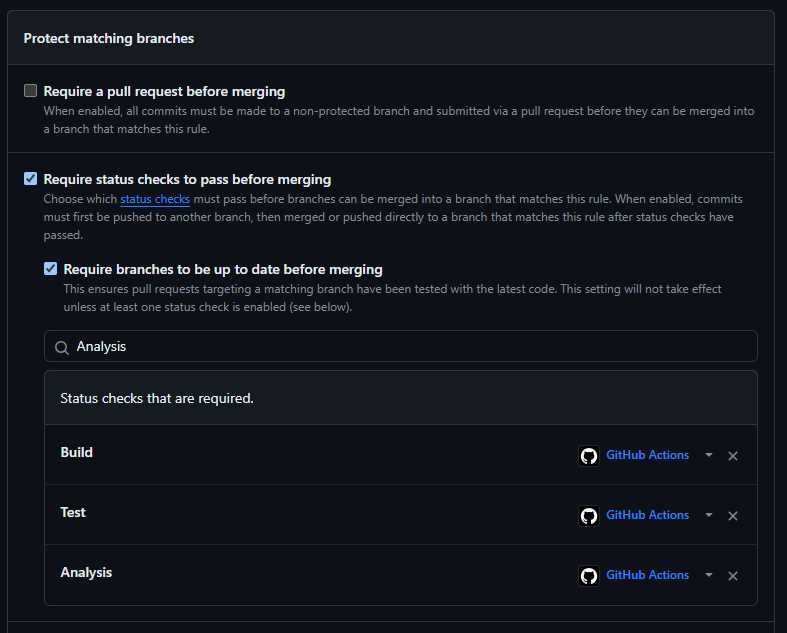 Protect matching branches
Require a pull request before merging
When enabled, all commits must be made to a non-protected branch and submitted via a pull request before they can be merged into
a branch that matches this rule.
Require status checks to pass before merging
Choose which status checks must pass before branches can be merged into a branch that matches this rule. When enabled, commits
must first be pushed to another branch, then merged or pushed directly to a branch that matches this rule after status checks have
passed.
Require branches to be up to date before merging
This ensures pull requests targeting a matching branch have been tested with the latest code. This setting will not take effect
unless at least one status check is enabled (see below).
Analysis
Status checks that are required.
Build GitHub Actions
Test GitHub Actions
Analysis GitHub Actions